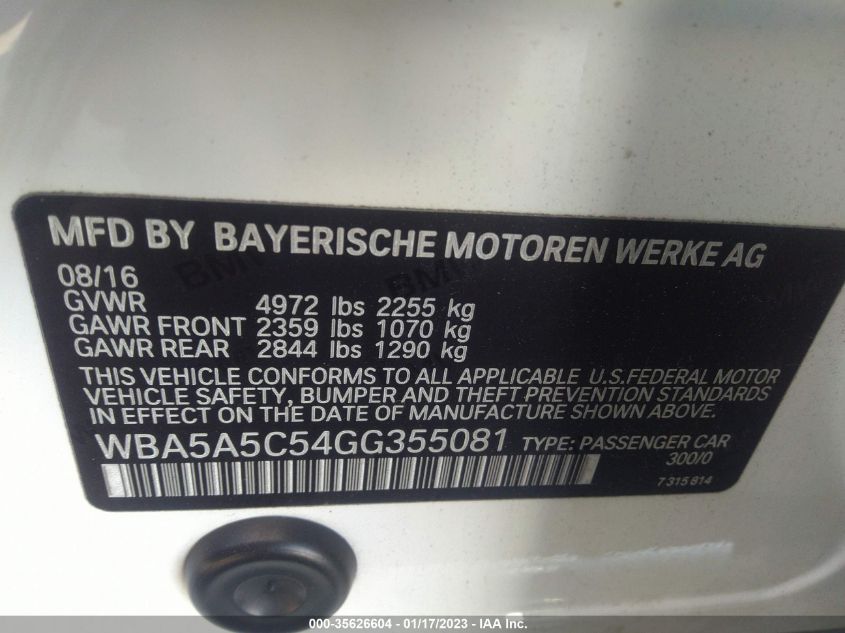 MFD BY BAYERISCHE MOTOREN WERKE AG
08/16
GVWR 4972 lbs 2255 kg
GAWR FRONT 2359 lbs 1070 kg
GAWR REAR 2844 lbs 1290 kg
THIS VEHICLE CONFORMS TO ALL APPLICABLE U.S.FEDERAL MOTOR
VEHICLE SAFETY, BUMPER AND THEFT PREVENTION STANDARDS
IN EFFECT ON THE DATE OF MANUFACTURE SHOWN ABOVE.
WBA5A5C54GG355081 TYPE: PASSENGER CAR
300/0
7 315 814
000-35626604 - 01/17/2023 - IAA Inc.